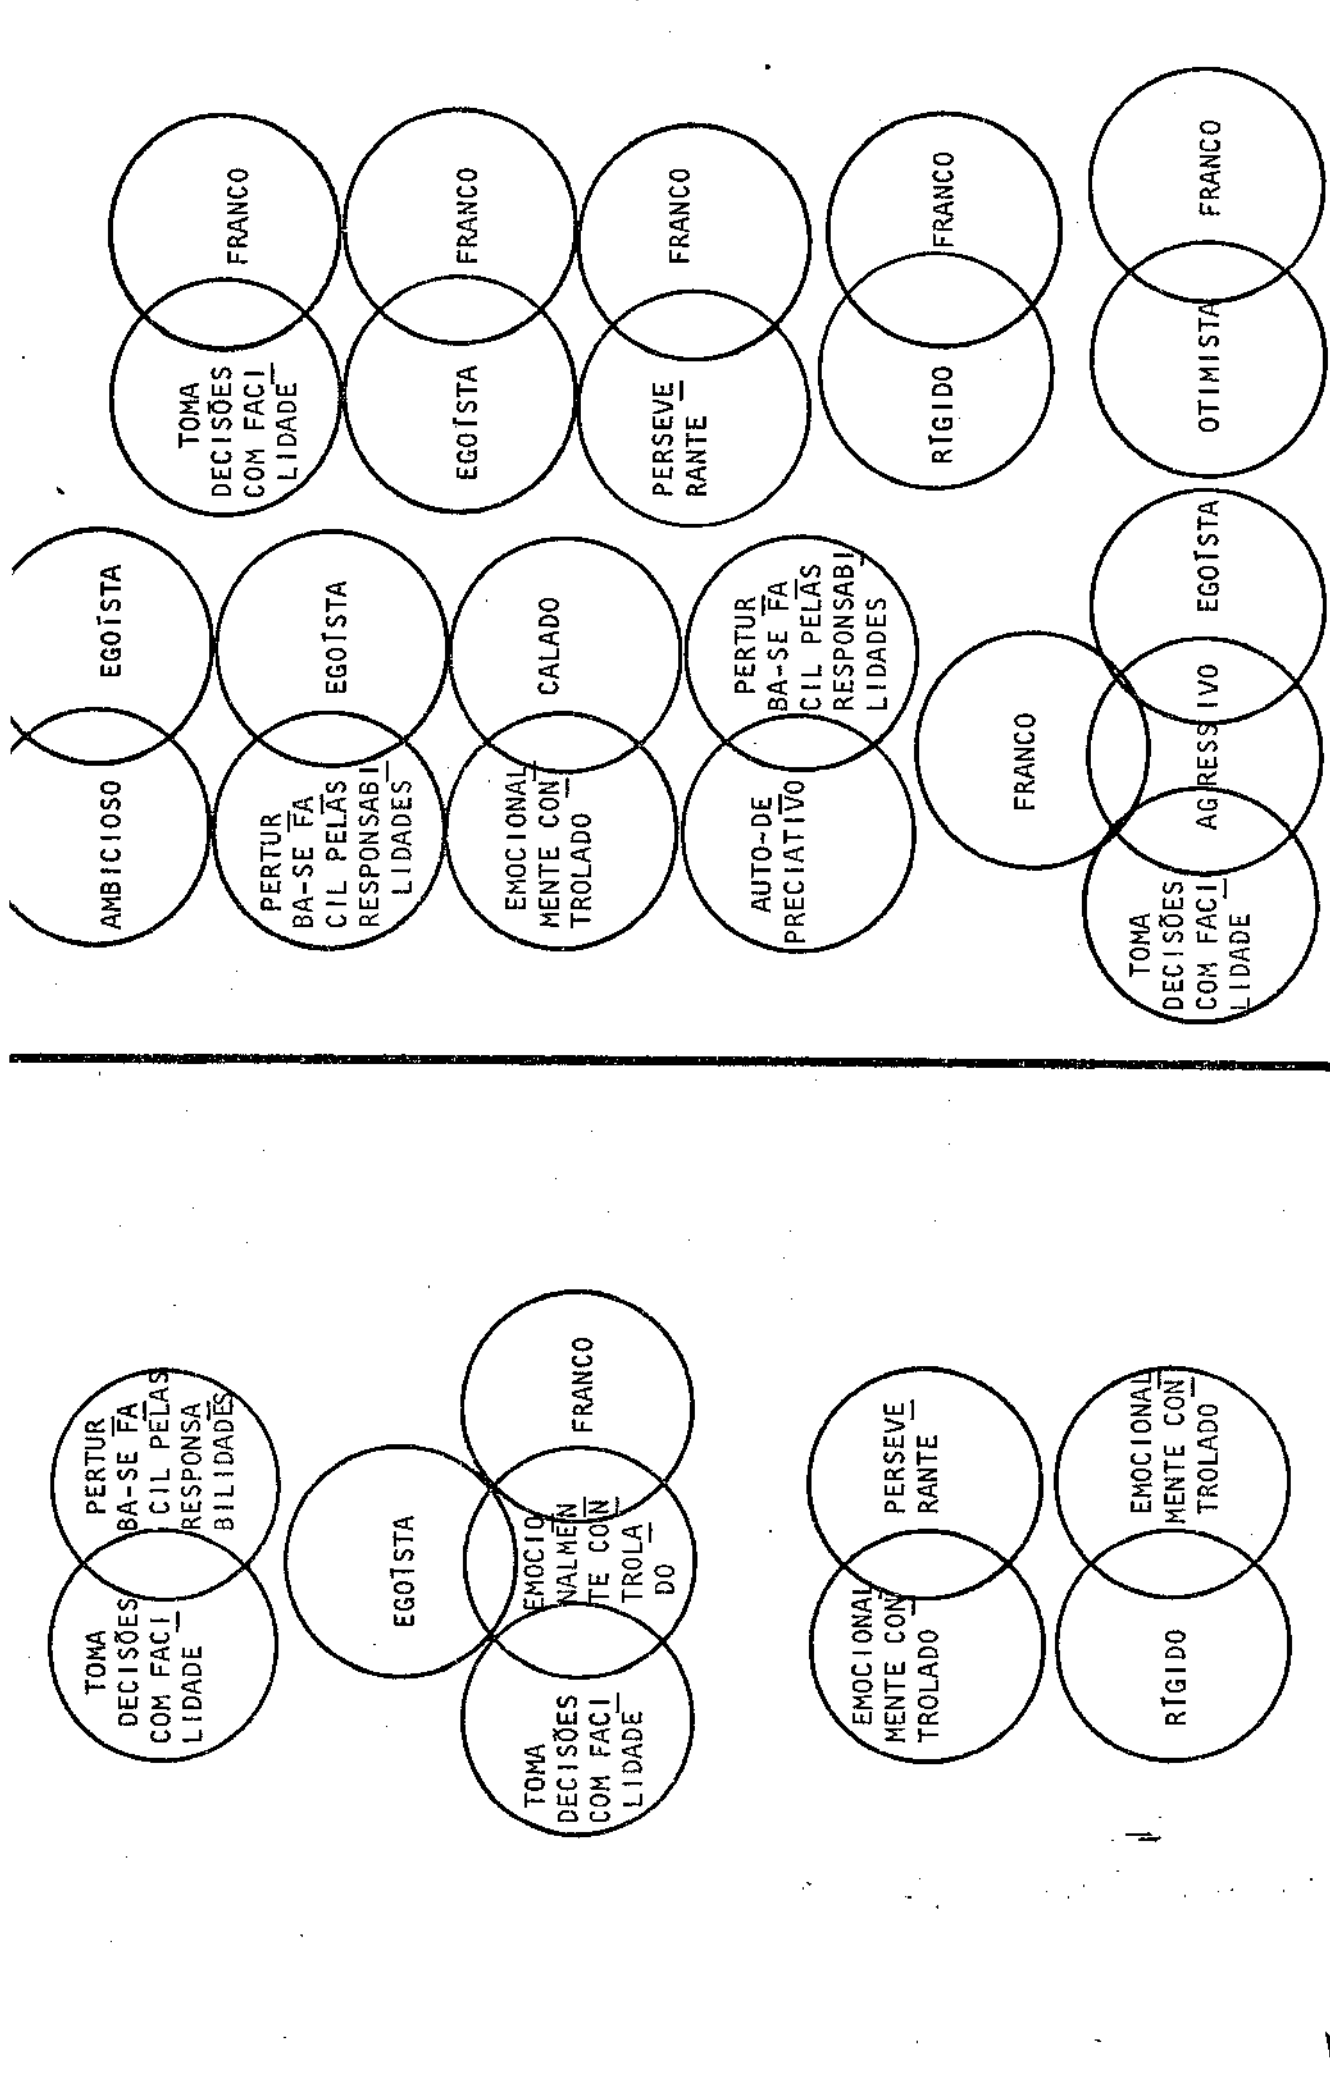 TOMA
DECISÕES
COM FACI-
LIDADE
PERTUR-
BA-SE FÁ-
CIL PELAS
RESPONSA-
BILIDADES
EGOÍSTA
TOMA
DECISÕES
COM FACI-
LIDADE
EMOCIO-
NALMEN-
TE CON-
TROLA-
DO
FRANCO
EMOCIONAL-
MENTE CON-
TROLADO
PERSEVE-
RANTE
RÍGIDO
EMOCIONAL-
MENTE CON-
TROLADO
AMBICIOSO
EGOÍSTA
PERTUR-
BA-SE FÁ-
CIL PELAS
RESPONSABI-
LIDADES
EGOÍSTA
EMOCIONAL-
MENTE CON-
TROLADO
CALADO
AUTO-DE-
PRECIATIVO
PERTUR-
BA-SE FÁ-
CIL PELAS
RESPONSABI-
LIDADES
FRANCO
TOMA
DECISÕES
COM FACI-
LIDADE
AGRESSIVO
EGOÍSTA
TOMA
DECISÕES
COM FACI-
LIDADE
FRANCO
EGOÍSTA
FRANCO
PERSEVE-
RANTE
FRANCO
RÍGIDO
FRANCO
OTIMISTA
FRANCO